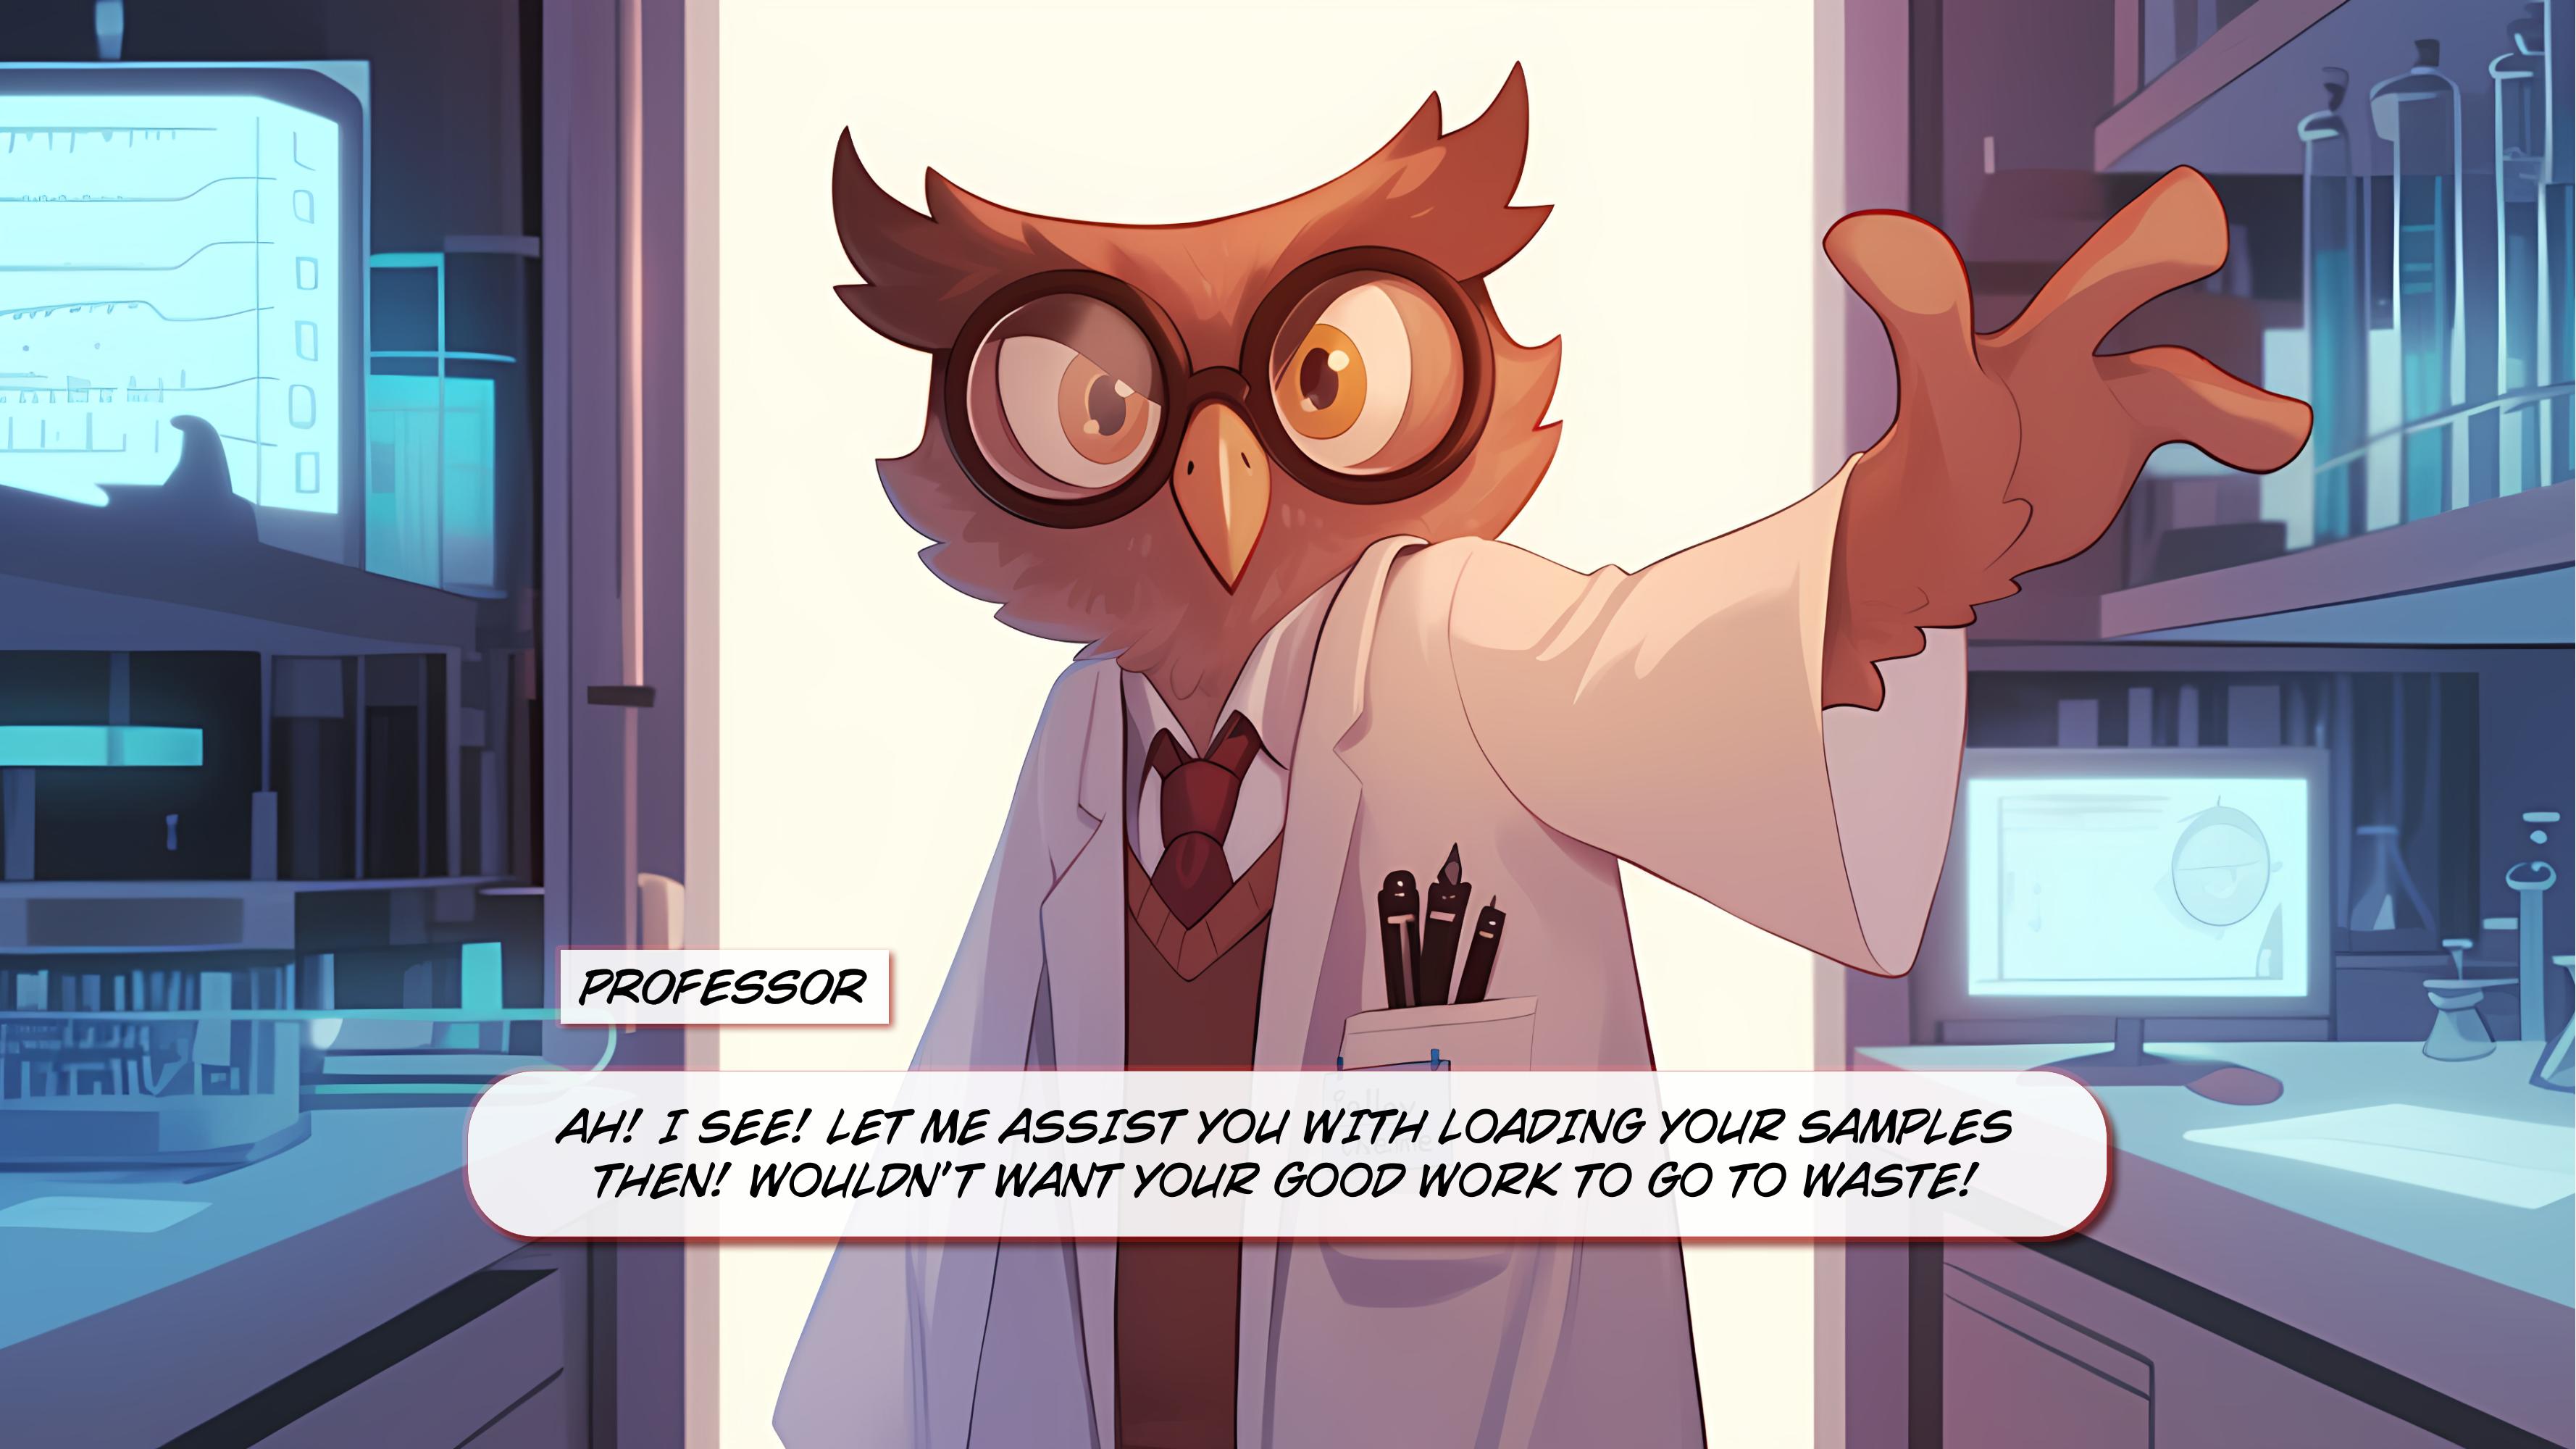 PROFESSOR
AH! I SEE! LET ME ASSIST YOU WITH LOADING YOUR SAMPLES
THEN! WOULDN'T WANT YOUR GOOD WORK TO GO TO WASTE!